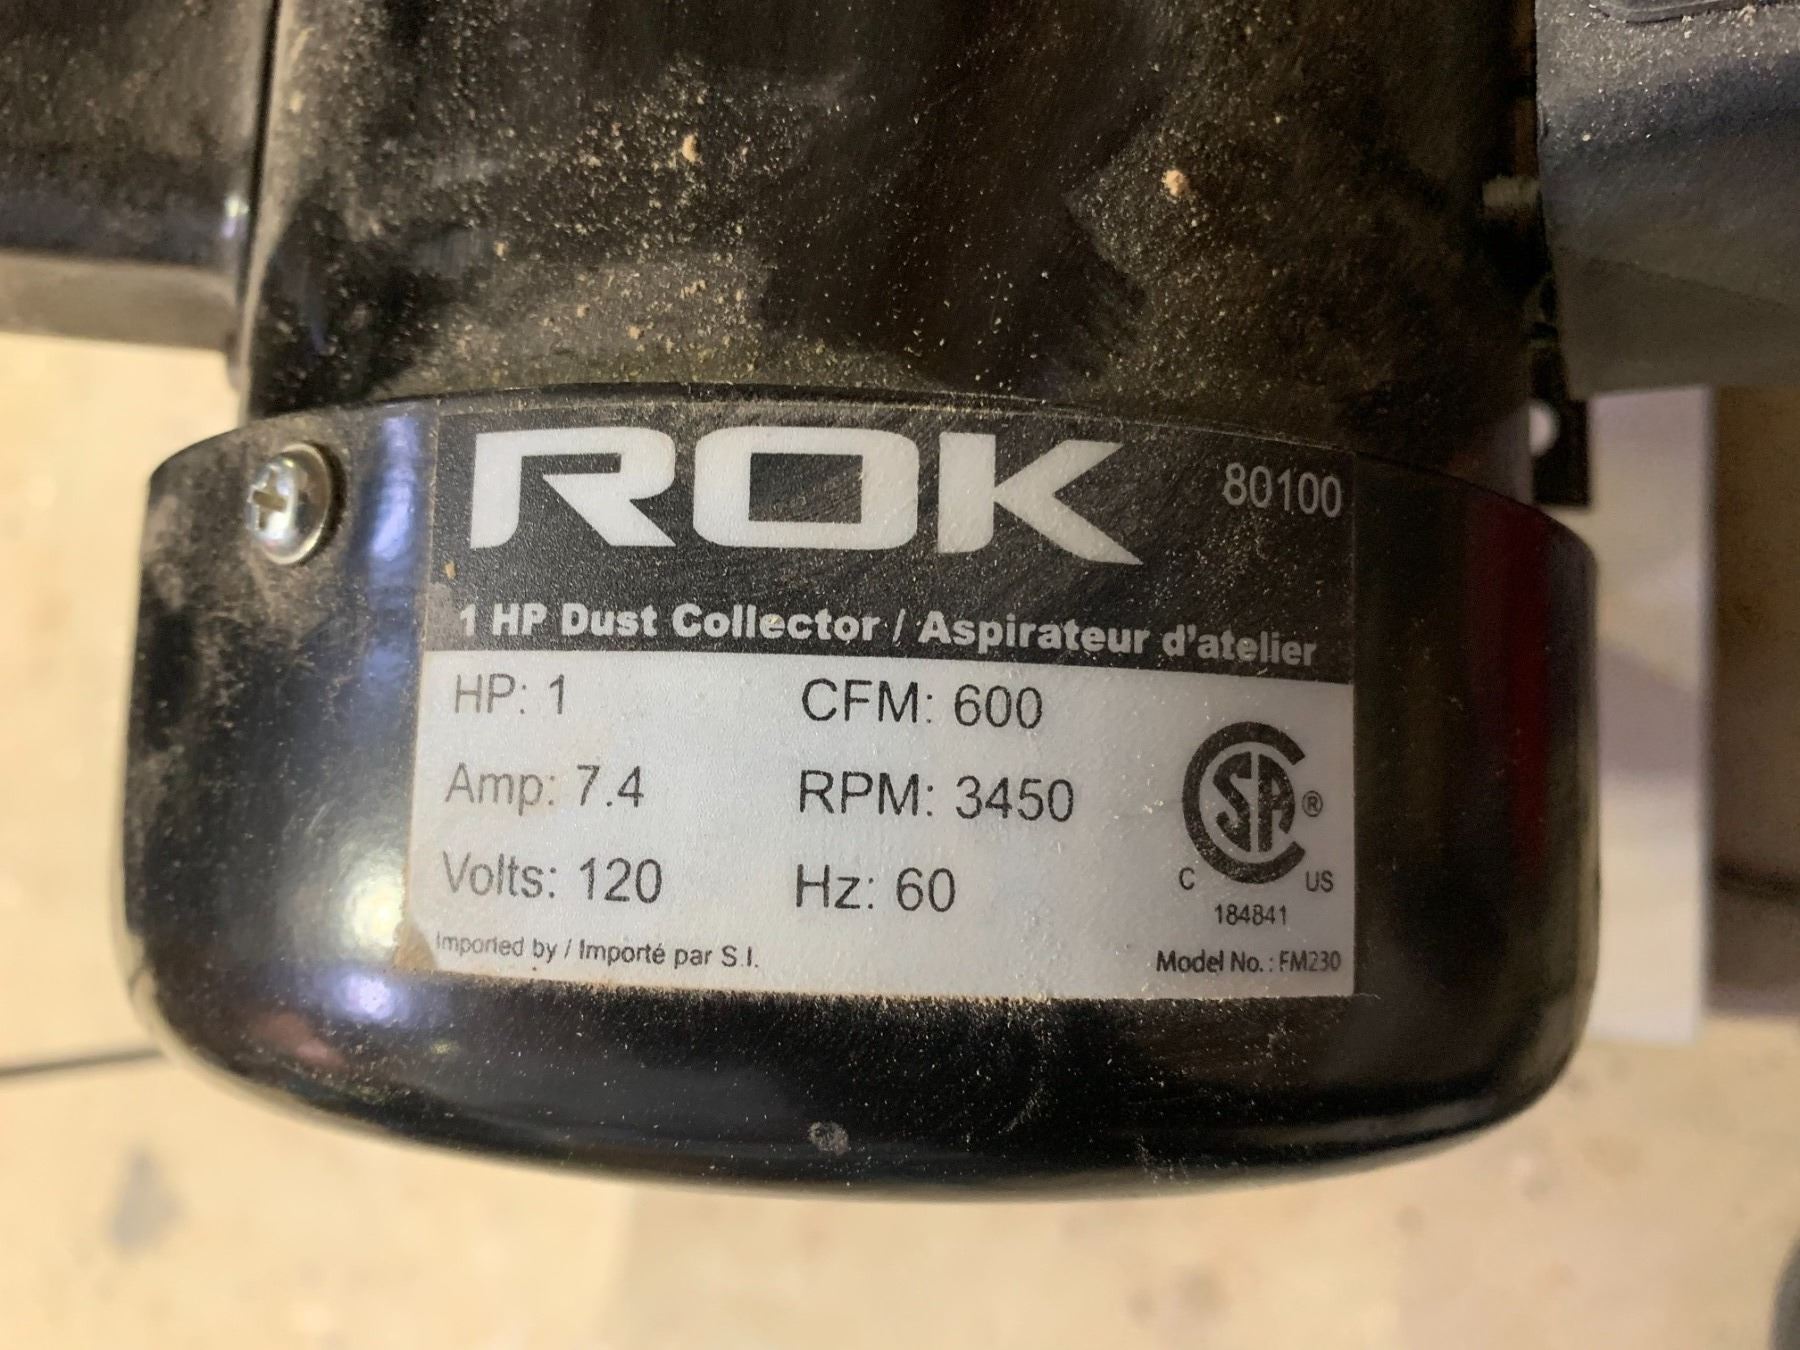 ROK 80100
1 HP Dust Collector / Aspirateur d'atelier
HP: 1 CFM: 600
Amp: 7.4 RPM: 3450
Volts: 120 Hz: 60
CSA ®
C US
184841
Imported by / Importé par S.I. Model No.: FM230